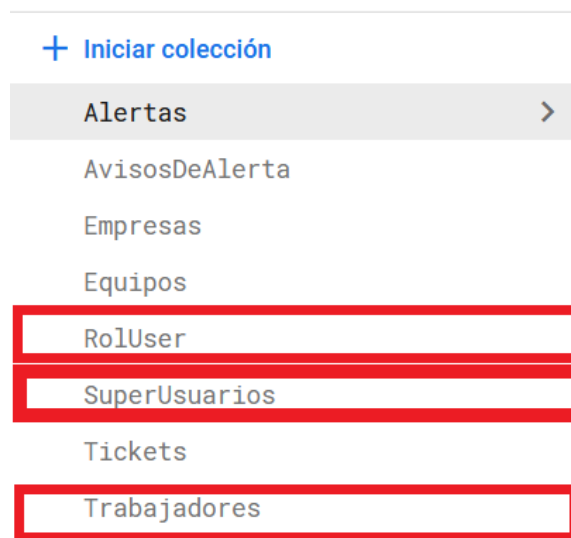 + Iniciar colección
Alertas
AvisosDeAlerta
Empresas
Equipos
RolUser
SuperUsuarios
Tickets
Trabajadores